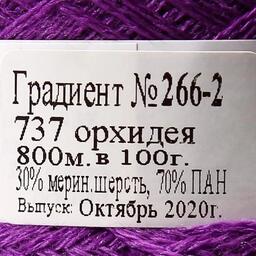 Градиент №266-2
737 орхидея
800м. в 100г.
30% мерин.шерсть, 70% ПАН
Выпуск: Октябрь 2020г.